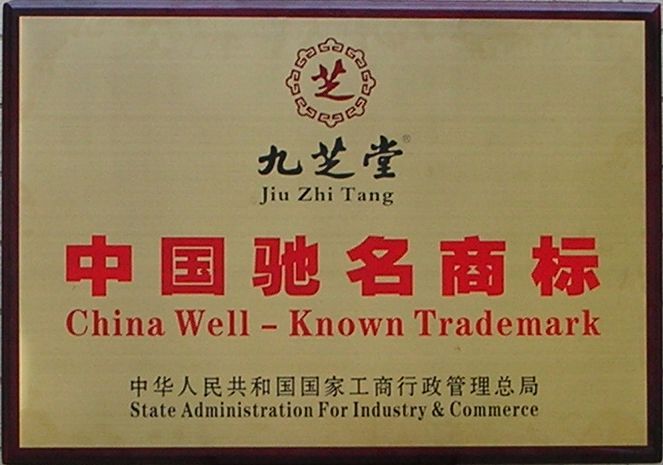 芝
九芝堂®
Jiu Zhi Tang
中国驰名商标
China Well - Known Trademark
中华人民共和国国家工商行政管理总局
State Administration For Industry & Commerce